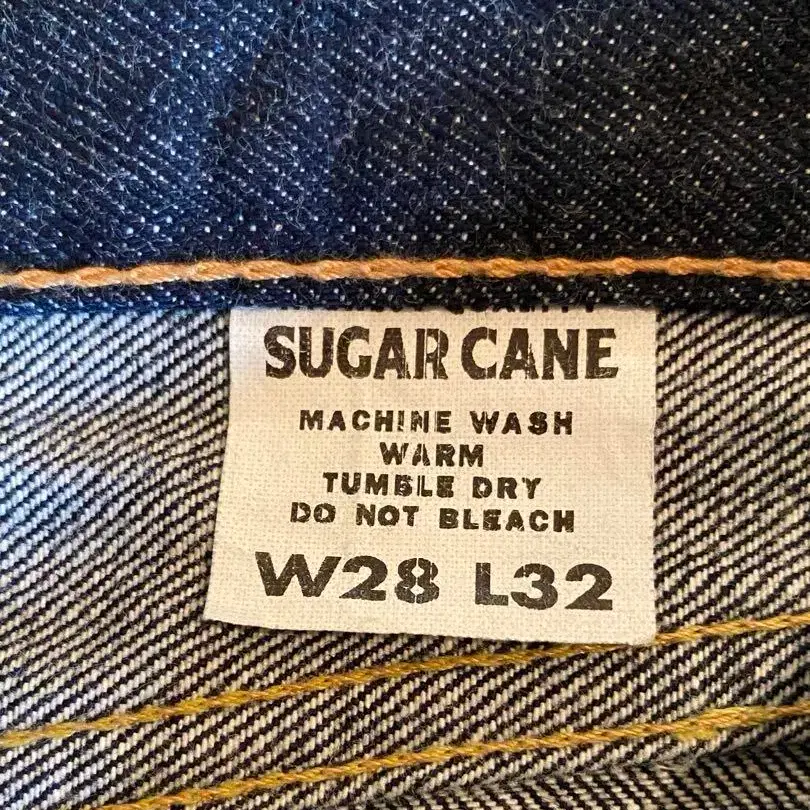 SUGAR CANE
MACHINE WASH
WARM
TUMBLE DRY
DO NOT BLEACH
W28 L32